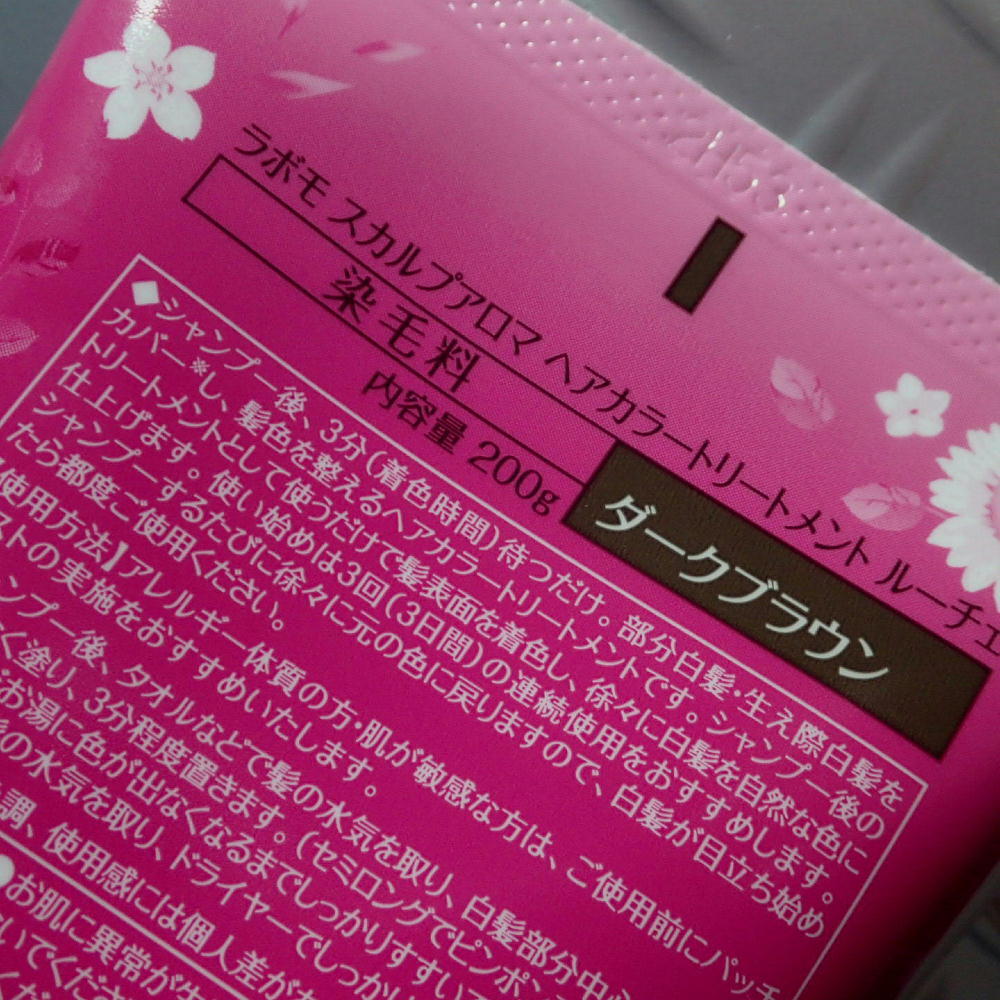 ZH53
ラボモ スカルプアロマ ヘアカラートリートメント ルーチェ
染毛料
ダークブラウン
内容量 200g
■シャンプー後、3分(着色時間)待つだけ。部分白髪・生え際白髪を
カバー※し、髪色を整えるヘアカラートリートメントです。シャンプー後の
トリートメントとして使うだけで髪表面を着色し、徐々に白髪を自然な色に
仕上げます。使い始めは3回(3日間)の連続使用をおすすめします。
シャンプーするたびに徐々に元の色に戻りますので、白髪が目立ち始め
たら都度ご使用ください。
使用方法】アレルギー体質の方・肌が敏感な方は、ご使用前にパッチ
ストの実施をおすすめいたします。
ンプー後、タオルなどで髪の水気を取り、白髪部分中心
く塗り、3分程度置きます。(セミロングでピンポン
お湯に色が出なくなるまでしっかりすすい
の水気を取り、ドライヤーでしっか
調、使用感には個人差が
●お肌に異常が生
いでくださ